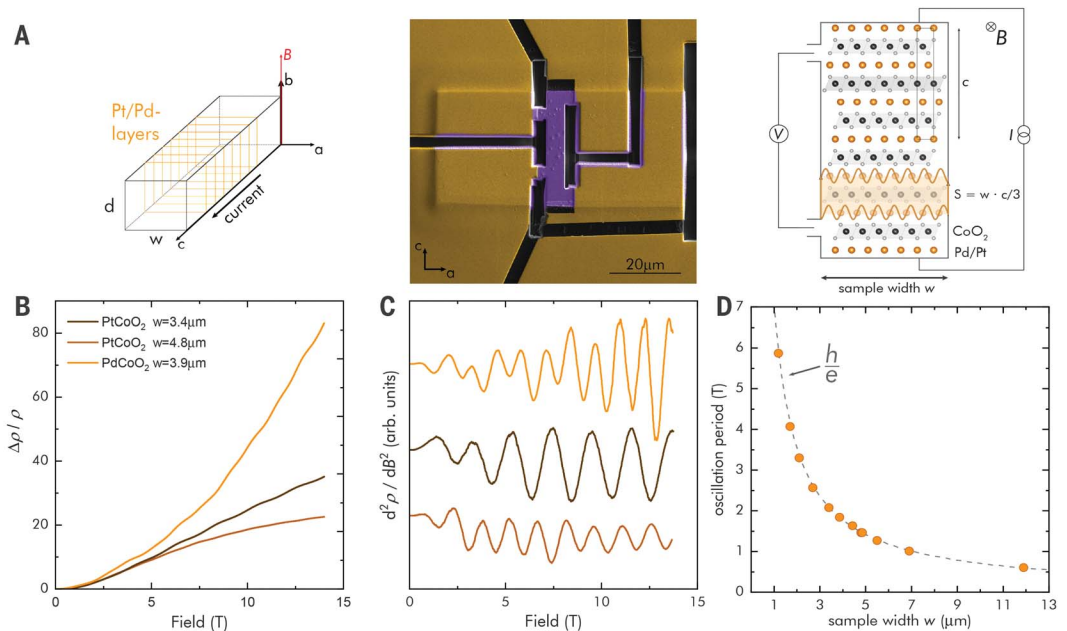 A
B
b
Pt/Pd-
layers
a
current
d
w
c
c
a
20μm
B
c
V
I
S = w · c/3
CoO2
Pd/Pt
sample width w
B
80
60
40
20
0
Δρ / ρ
PtCoO2 w=3.4μm
PtCoO2 w=4.8μm
PdCoO2 w=3.9μm
0
5
10
15
Field (T)
C
d²ρ / dB² (arb. units)
0
5
10
15
Field (T)
D
7
6
5
4
3
2
1
0
oscillation period (T)
h
e
1
3
5
7
9
11
13
sample width w (μm)